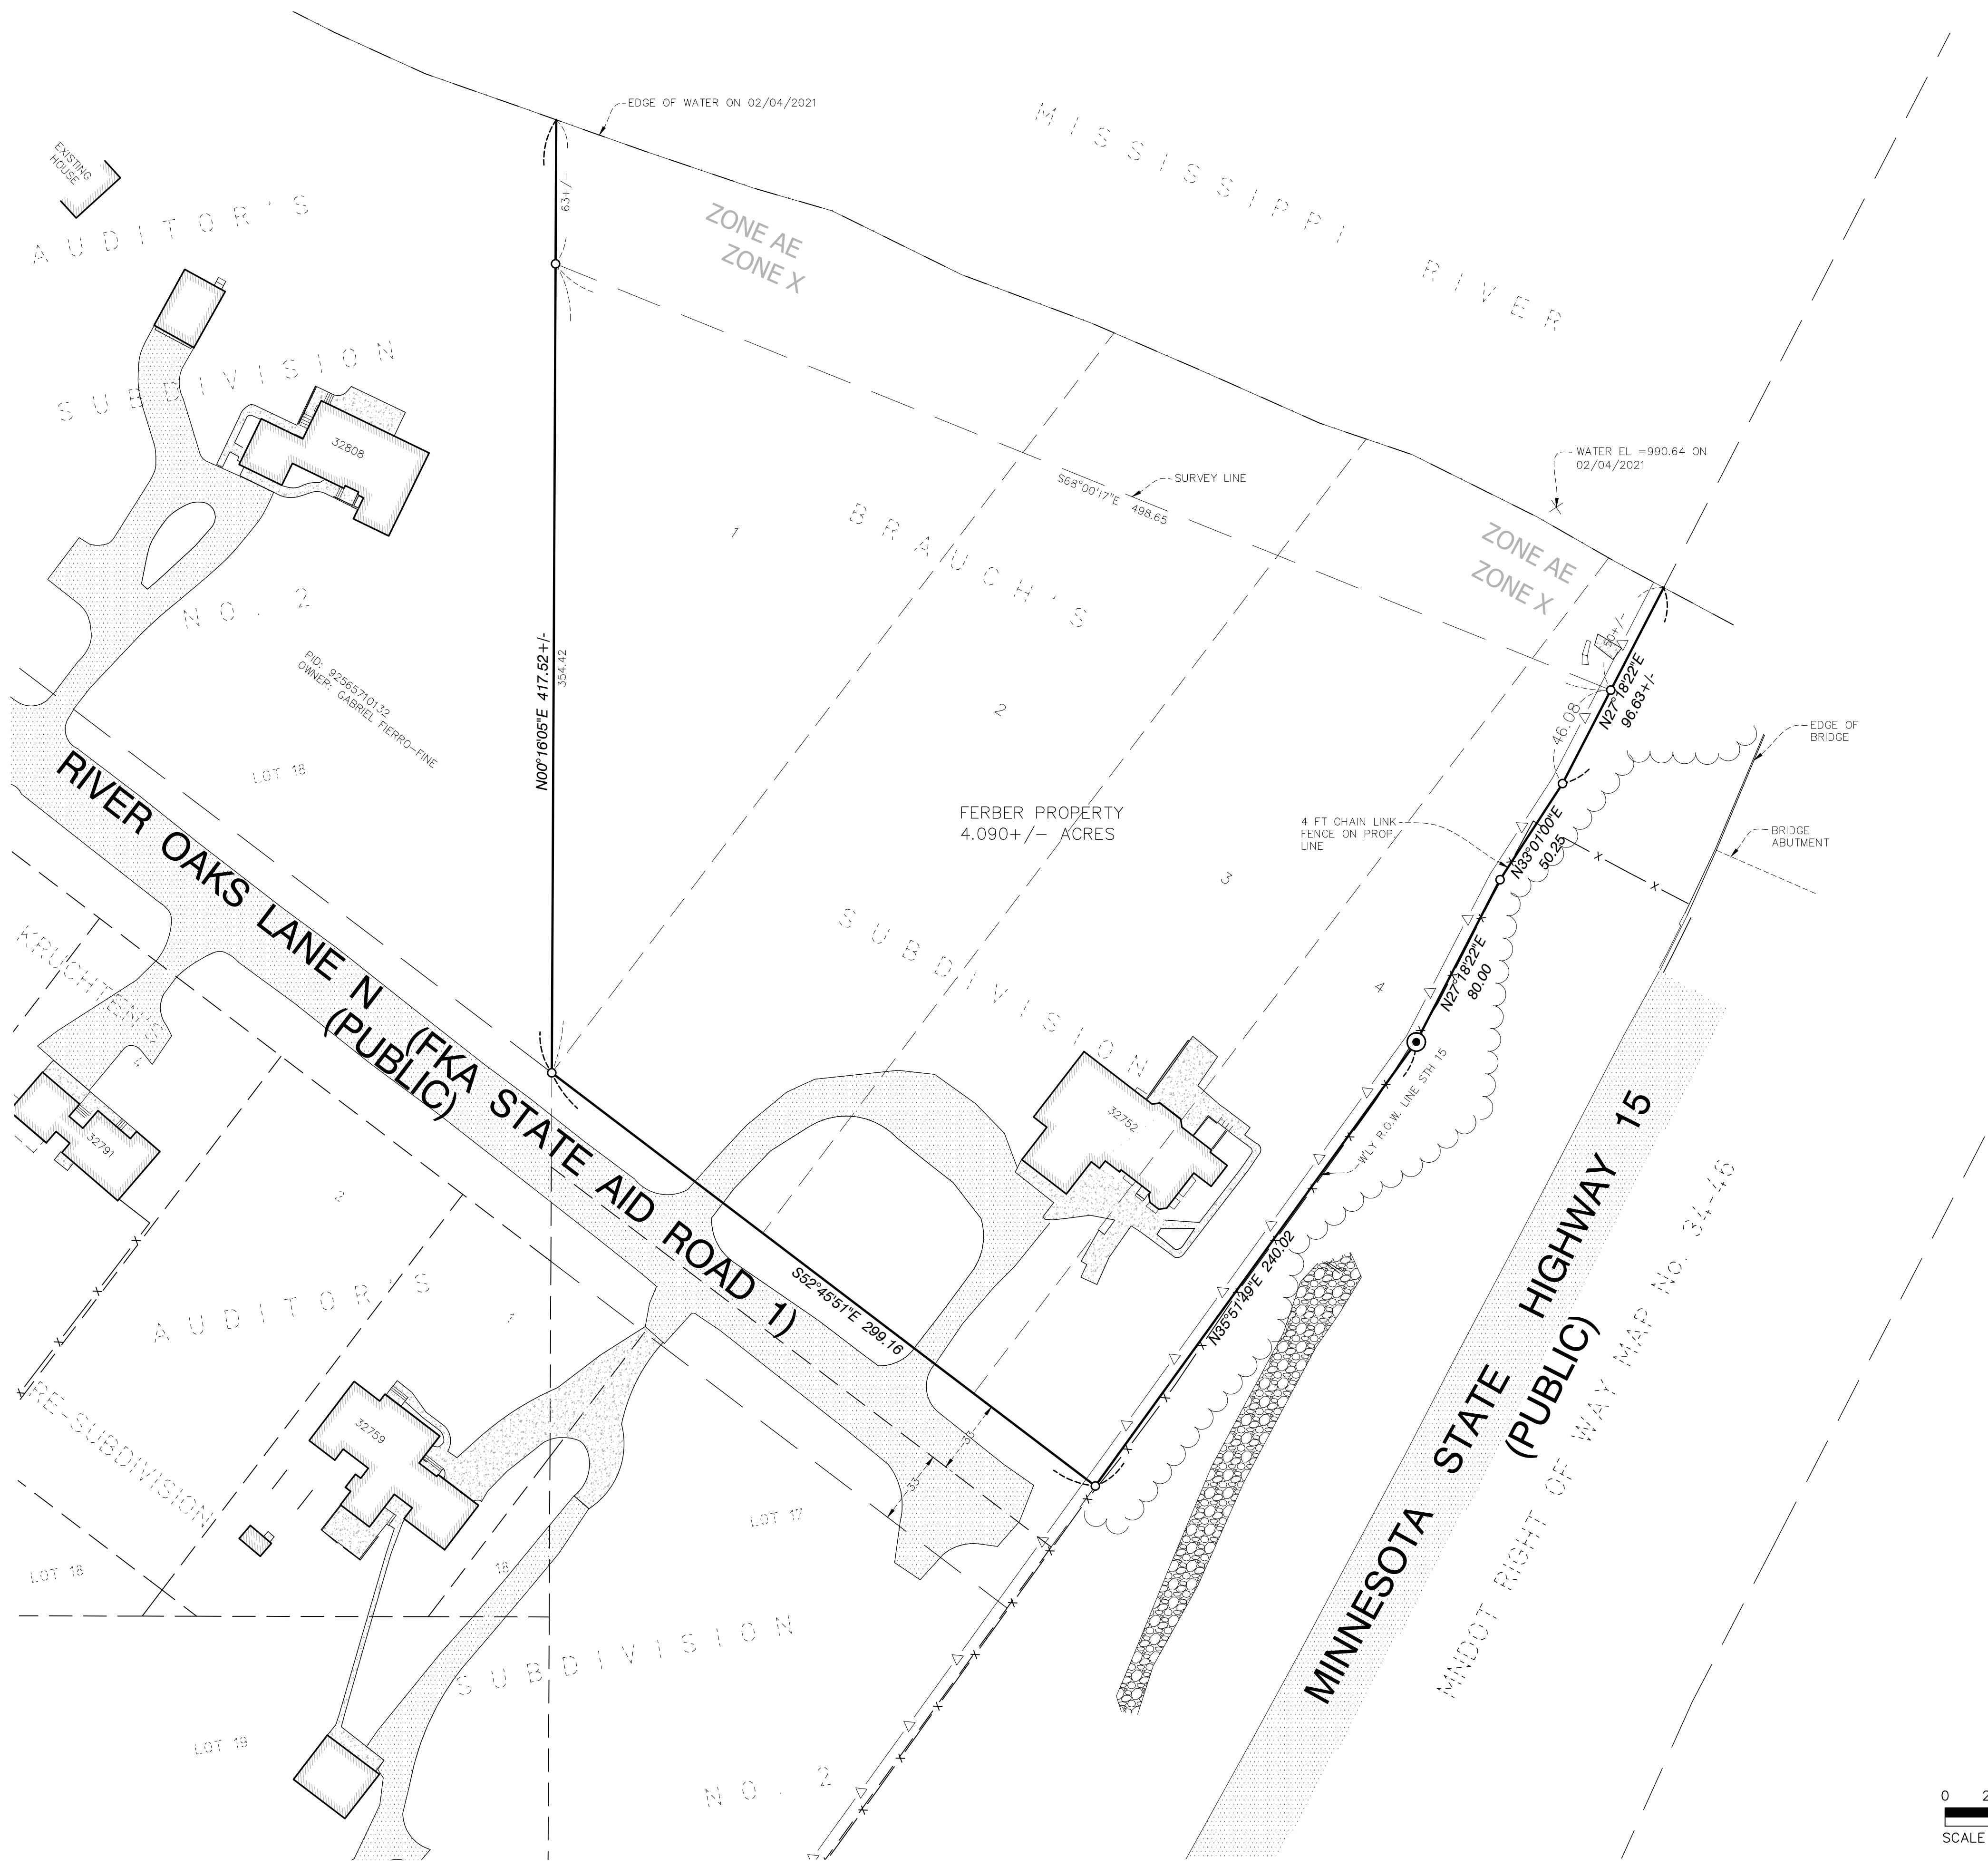 EDGE OF WATER ON 02/04/2021
MISSISSIPPI RIVER
EXISTING
HOUSE
63+/-
AUDITOR'S
ZONE AE
ZONE X
SUBDIVISION
32808
WATER EL =990.64 ON
02/04/2021
SURVEY LINE
S68°00'17"E 498.65
BRAUCH'S
1
ZONE AE
ZONE X
NO. 2
50+/-
N00°16'05"E 417.52+/-
354.42
PID: 92565710132
OWNER: GABRIEL FIERRO-FINE
N27°18'22"E
96.63+/-
46.08
2
EDGE OF
BRIDGE
LOT 18
FERBER PROPERTY
4.090+/- ACRES
4 FT CHAIN LINK
FENCE ON PROP.
LINE
N33°01'00"E
50.25
BRIDGE
ABUTMENT
RIVER OAKS LANE N (FKA STATE AID ROAD 1)
(PUBLIC)
3
SUBDIVISION
KRUCHTEN'S
N27°18'22"E
80.00
4
W'LY R.O.W. LINE STH 15
32752
32791
2
MINNESOTA STATE HIGHWAY 15
(PUBLIC)
MNDOT RIGHT OF WAY MAP No. 34-46
S52°45'51"E 299.16
N35°51'49"E 240.02
AUDITOR'S
1
RE-SUBDIVISION
32759
33
33
LOT 17
18
LOT 18
SUBDIVISION
LOT 19
NO. 2
0 2
SCALE